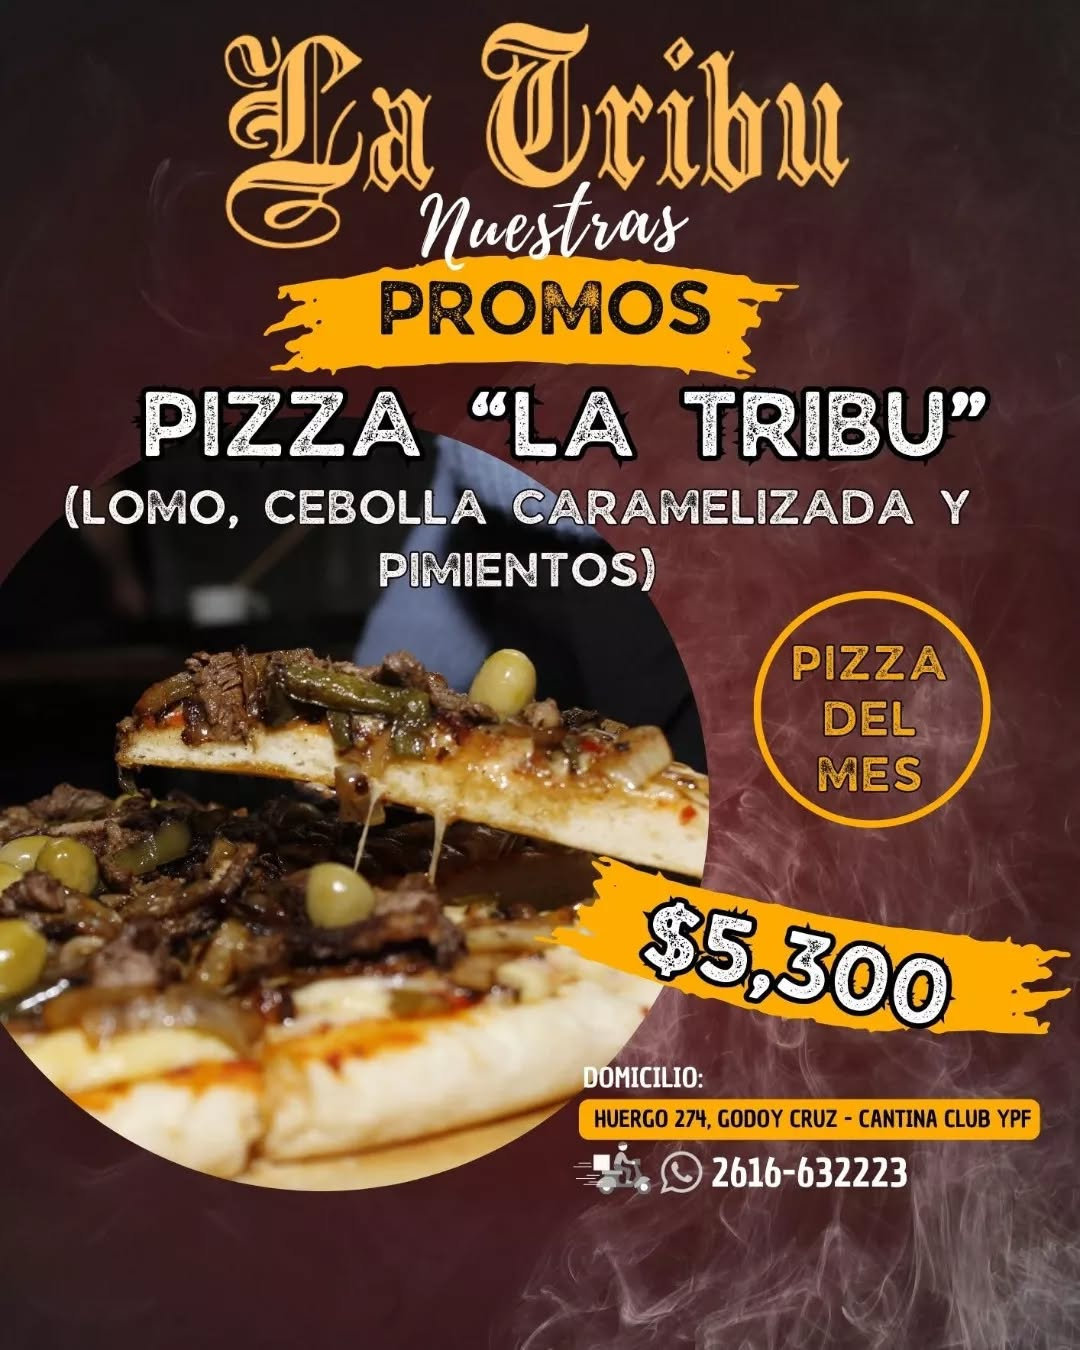 La Tribu
Nuestras
PROMOS
PIZZA “LA TRIBU”
(LOMO, CEBOLLA CARAMELIZADA Y
PIMIENTOS)
PIZZA
DEL
MES
$5,300
DOMICILIO:
HUERGO 274, GODOY CRUZ - CANTINA CLUB YPF
2616-632223